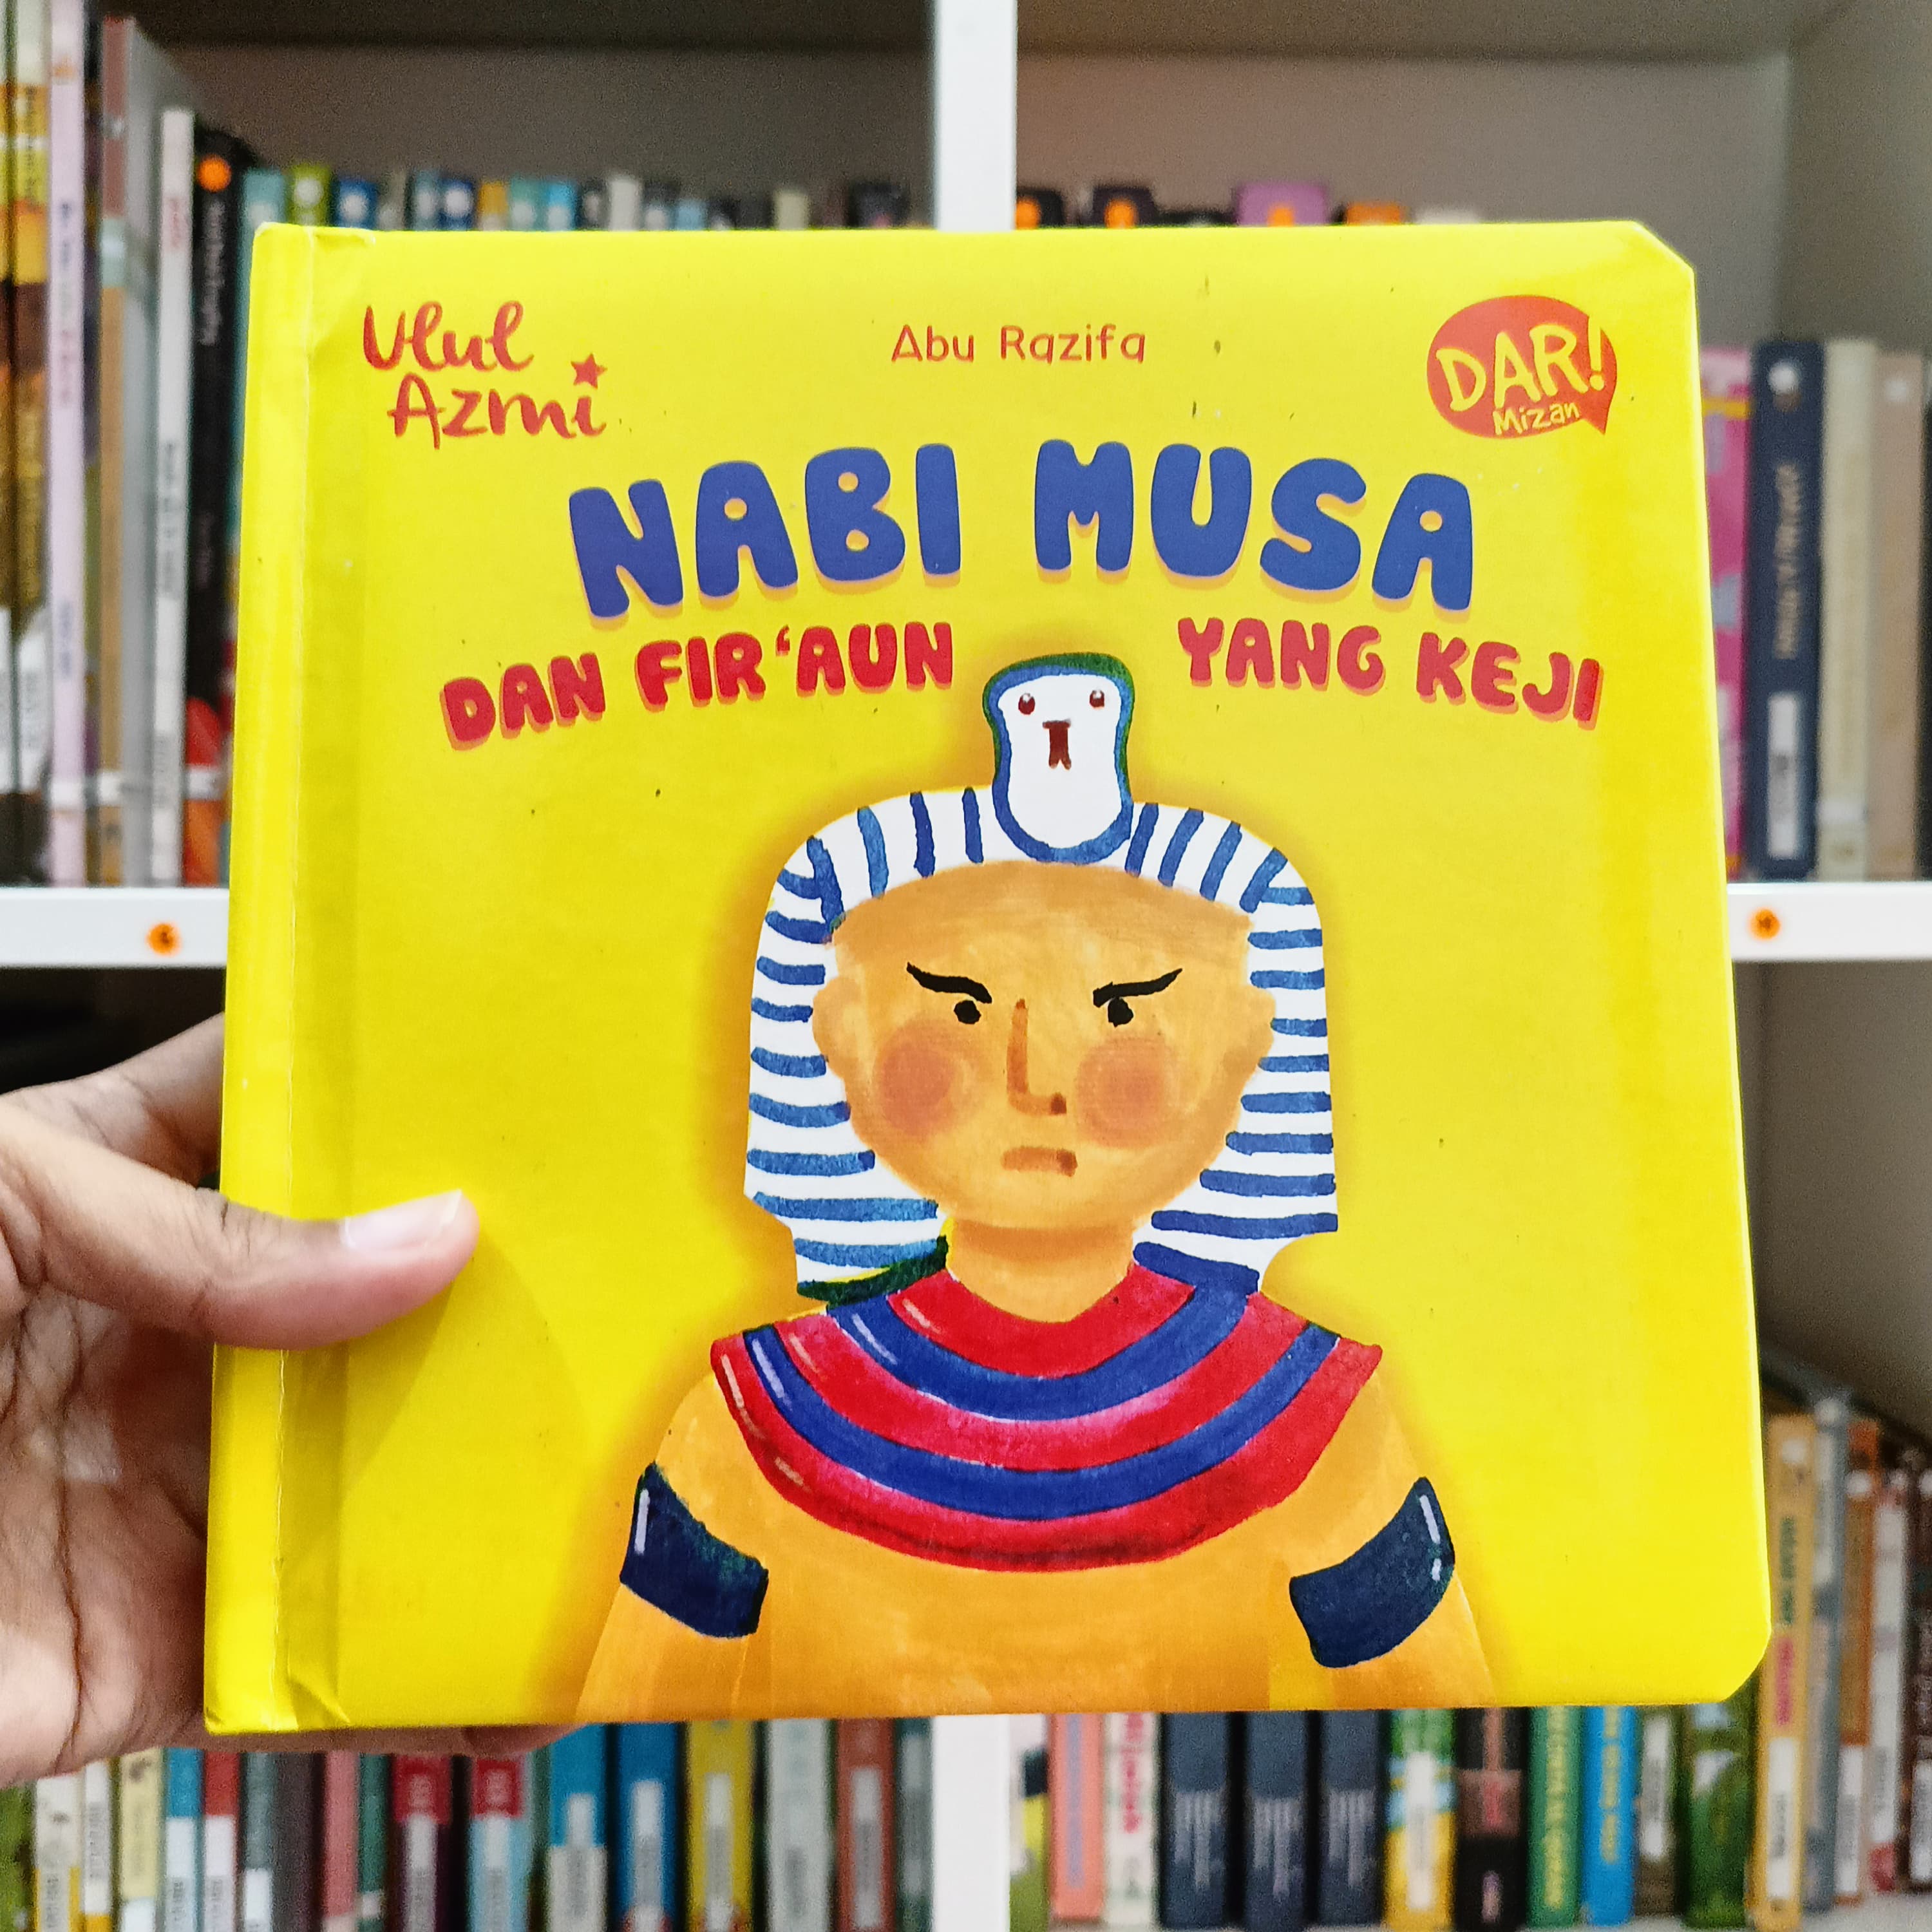 Ulul
Azmi
Abu Razifa
DAR!
Mizan
NABI MUSA
DAN FIR'AUN YANG KEJI